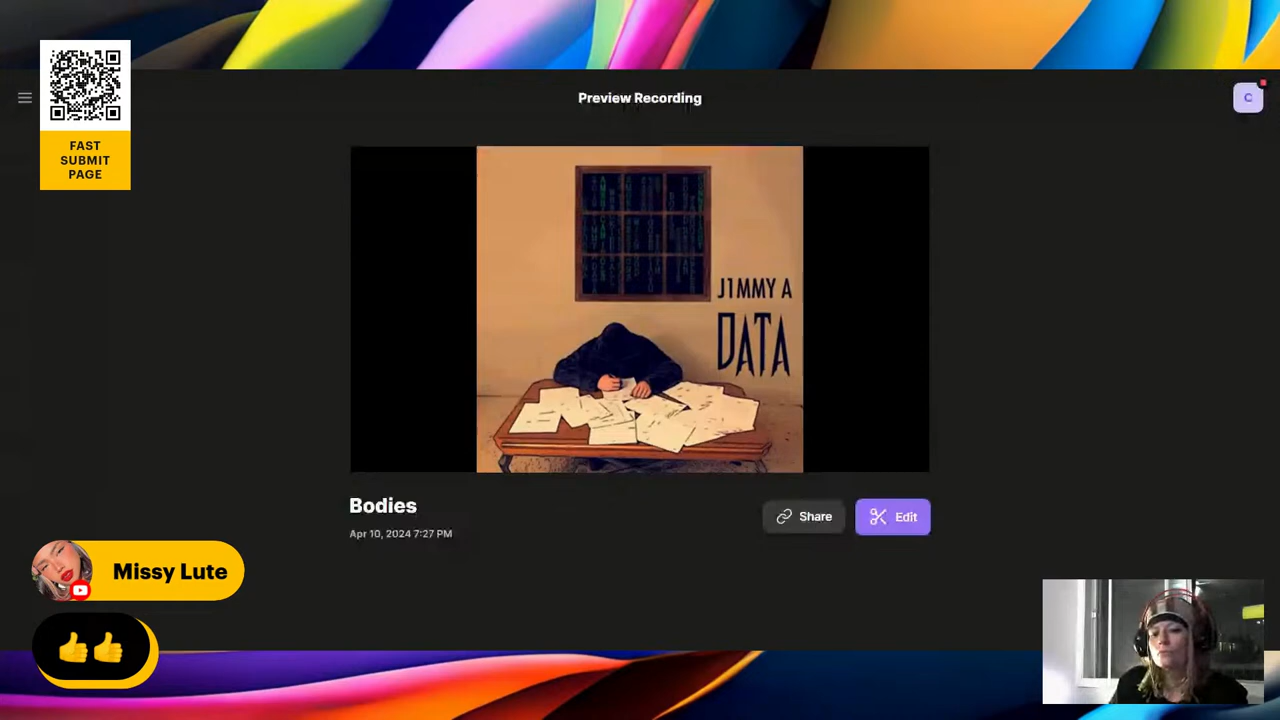 Preview Recording
C
FAST
SUBMIT
PAGE
J1MMY A
DATA
Bodies
Share
Edit
Apr 10, 2024 7:27 PM
Missy Lute